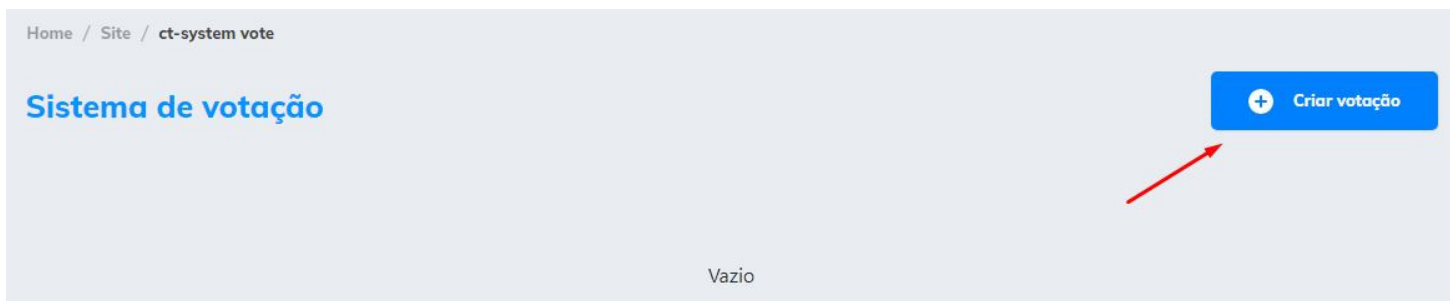 Home / Site / ct-system vote
Sistema de votação
Criar votação
Vazio